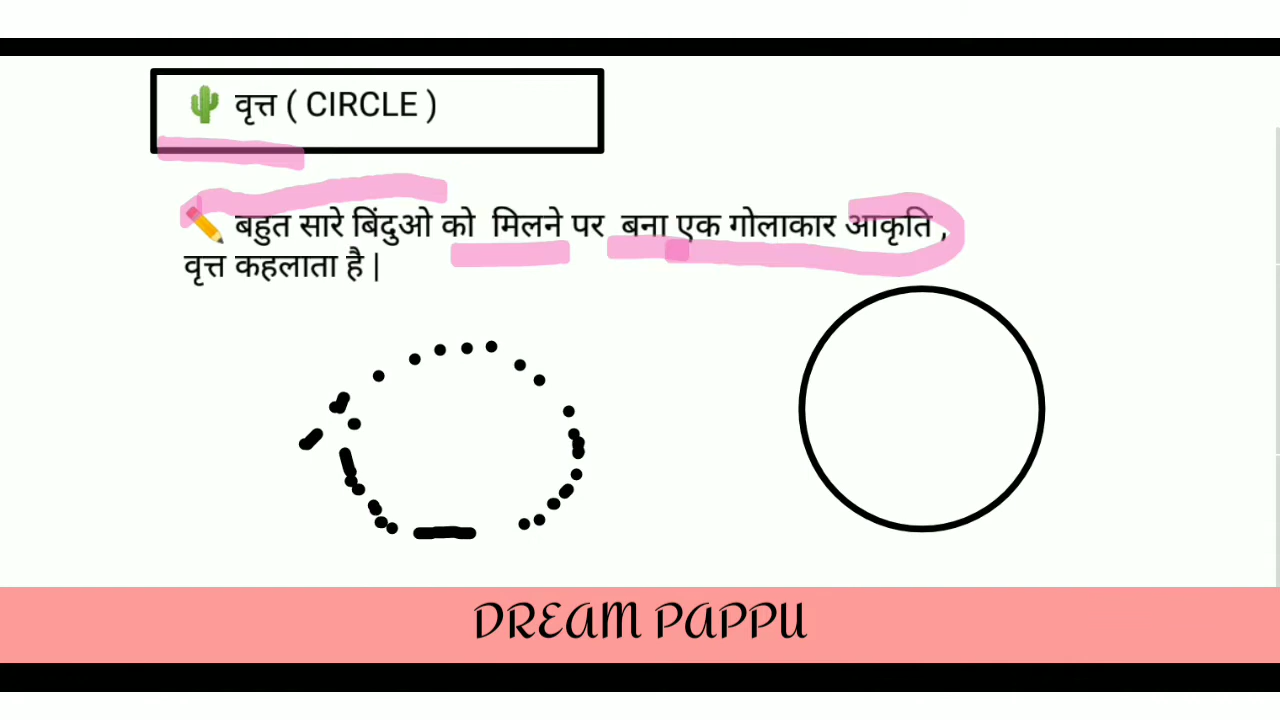 🌵 वृत्त ( CIRCLE )
✏️ बहुत सारे बिंदुओ को मिलने पर बना एक गोलाकार आकृति ,
वृत्त कहलाता है |
DREAM PAPPU